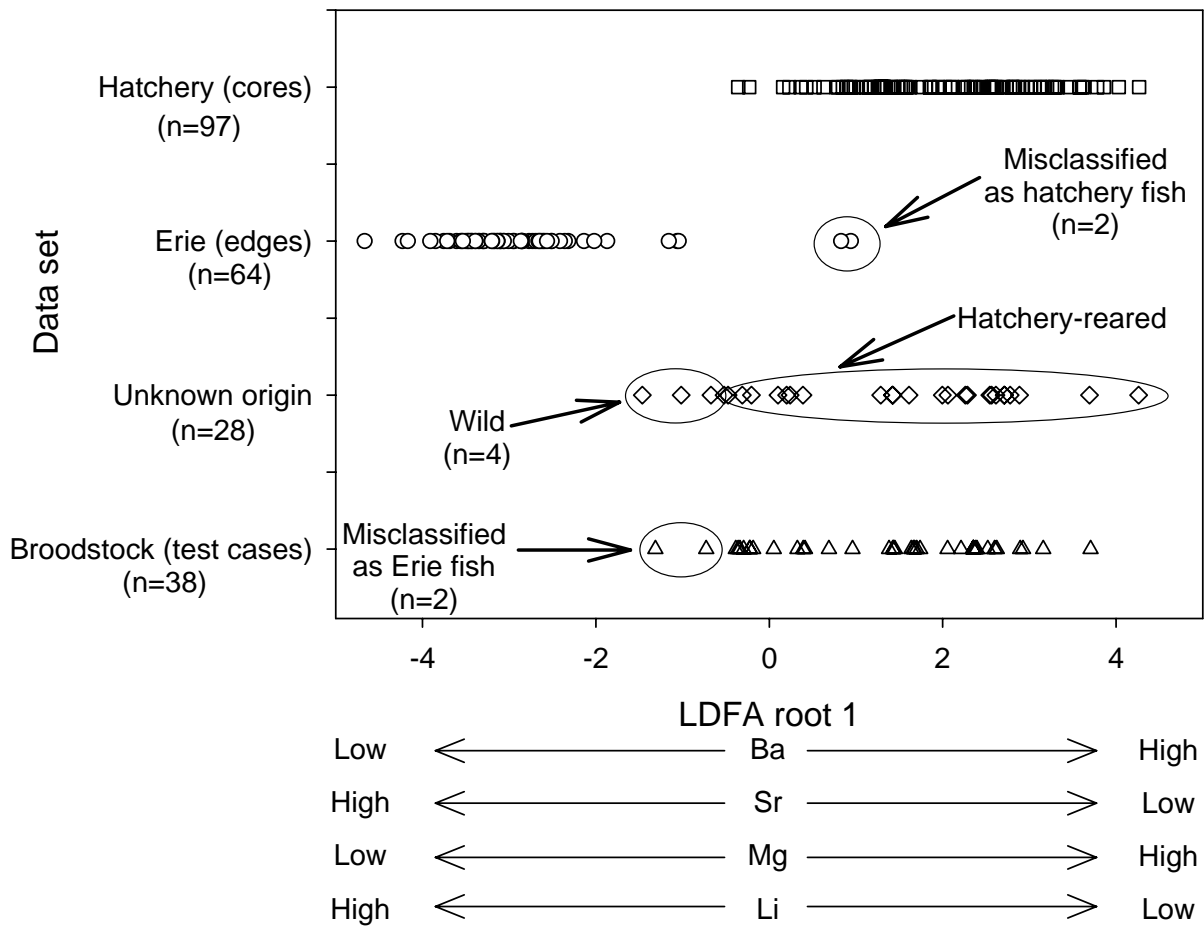 Hatchery (cores)
(n=97)
Misclassified
as hatchery fish
(n=2)
Erie (edges)
(n=64)
Data set
Hatchery-reared
Unknown origin
(n=28)
Wild
(n=4)
Misclassified
as Erie fish
(n=2)
Broodstock (test cases)
(n=38)
-4 -2 0 2 4
LDFA root 1
Low Ba High
High Sr Low
Low Mg High
High Li Low